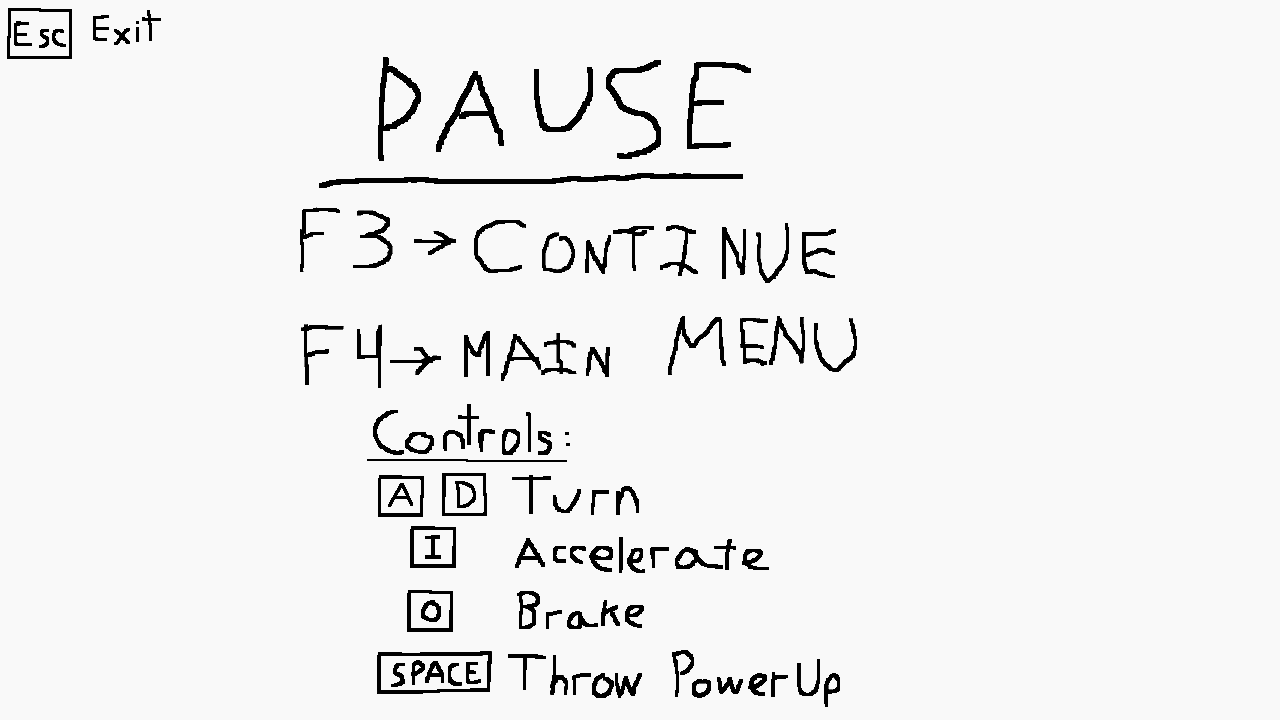 Esc Exit
PAUSE
F3 → CONTINUE
F4 → MAIN MENU
Controls:
A D Turn
I Accelerate
O Brake
SPACE Throw PowerUp